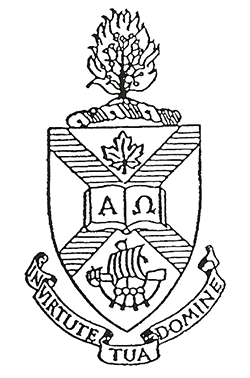 Α Ω
IN VIRTUTE TUA DOMINE